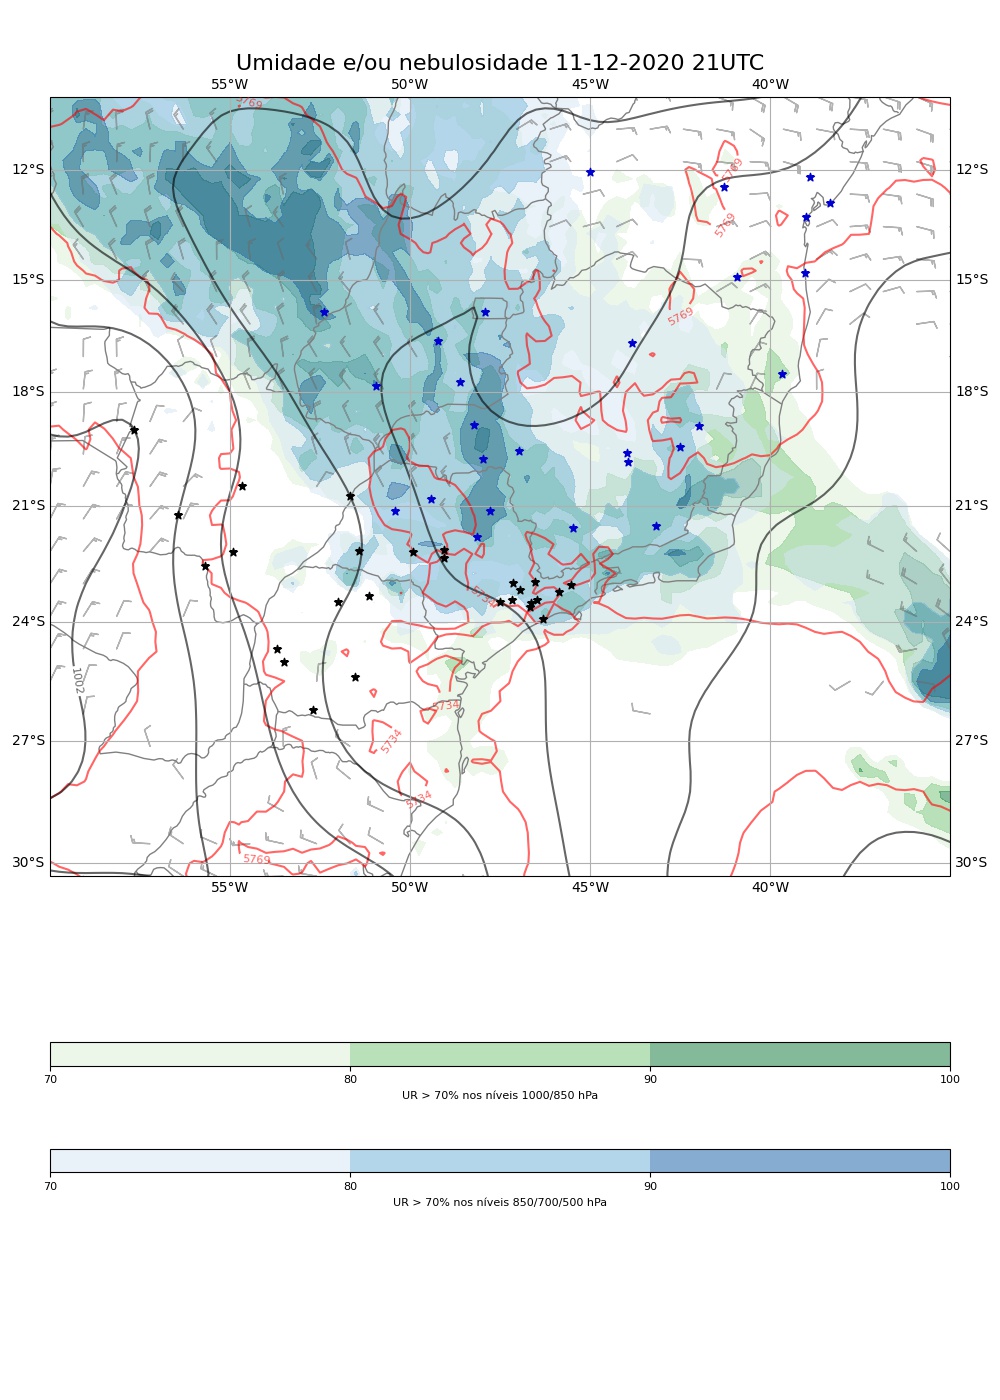 Umidade e/ou nebulosidade 11-12-2020 21UTC
55°W 50°W 45°W 40°W
5769
12°S 12°S
5769
5769
15°S 15°S
5769
18°S 18°S
21°S 21°S
24°S 24°S
1002
5734
27°S 27°S
5734
5734
30°S 30°S
5769
55°W 50°W 45°W 40°W
70 80 90 100
UR > 70% nos níveis 1000/850 hPa
70 80 90 100
UR > 70% nos níveis 850/700/500 hPa